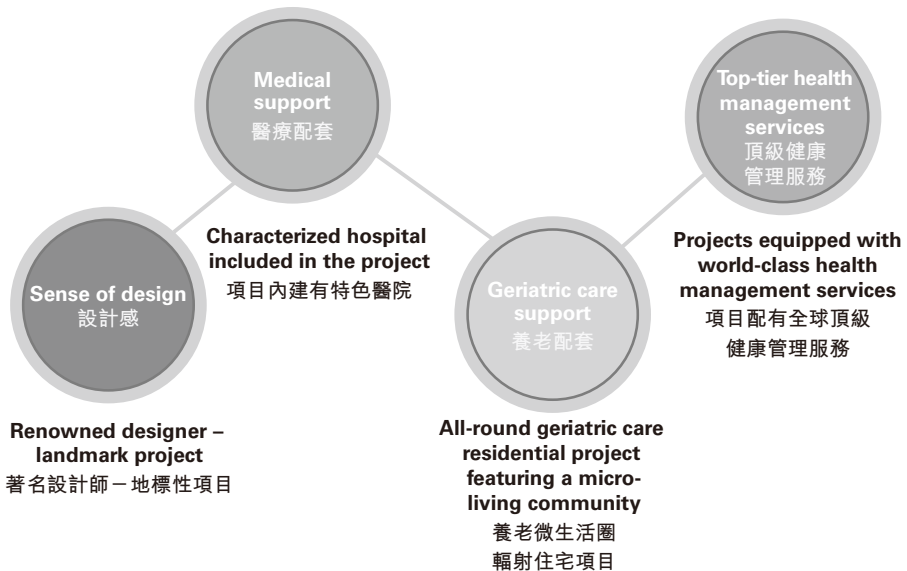 Sense of design
設計感
Renowned designer –
landmark project
著名設計師－地標性項目
Medical
support
醫療配套
Characterized hospital
included in the project
項目內建有特色醫院
Geriatric care
support
養老配套
All-round geriatric care
residential project
featuring a micro-
living community
養老微生活圈
輻射住宅項目
Top-tier health
management
services
頂級健康
管理服務
Projects equipped with
world-class health
management services
項目配有全球頂級
健康管理服務